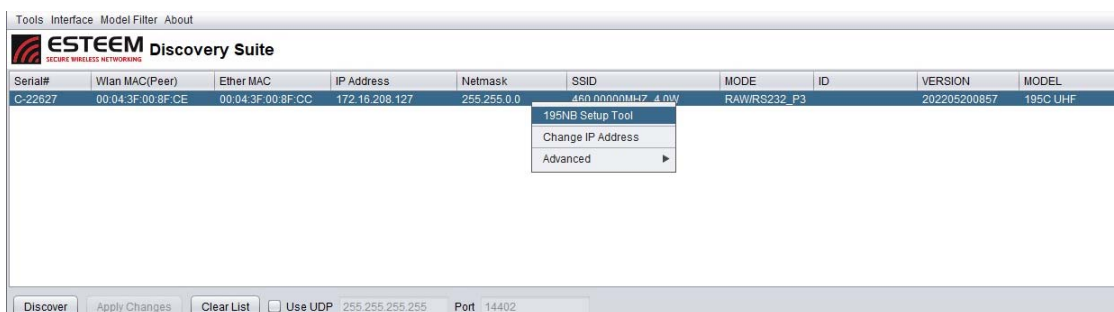 Tools Interface Model Filter About
ESTEEM Discovery Suite
SECURE WIRELESS NETWORKING
Serial# Wlan MAC(Peer) Ether MAC IP Address Netmask SSID MODE ID VERSION MODEL
C-22627 00:04:3F:00:8F:CE 00:04:3F:00:8F:CC 172.16.208.127 255.255.0.0 460.00000MHZ 4.0W RAW/RS232_P3 202205200857 195C UHF
195NB Setup Tool
Change IP Address
Advanced
Discover Apply Changes Clear List Use UDP 255.255.255.255 Port 14402